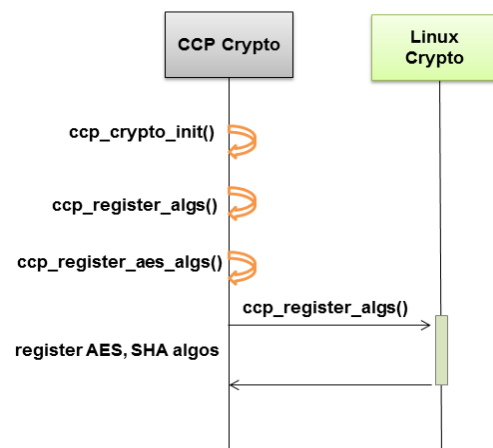 CCP Crypto
Linux
Crypto
ccp_crypto_init()
ccp_register_algs()
ccp_register_aes_algs()
ccp_register_algs()
register AES, SHA algos